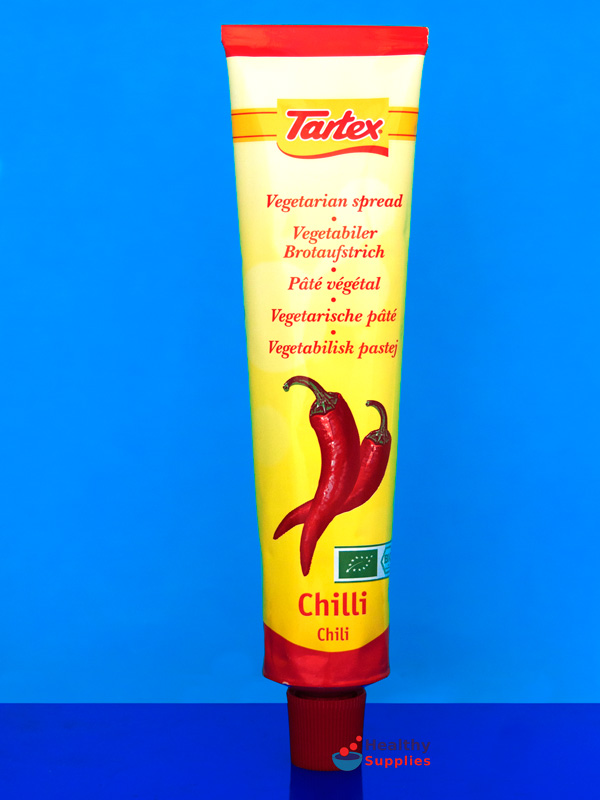 Tartex
Vegetarian spread
•
Vegetabiler
Brotaufstrich
•
Pâté végétal
•
Vegetarische pâté
•
Vegetabilisk pastej
Chilli
Chili
Healthy
Supplies